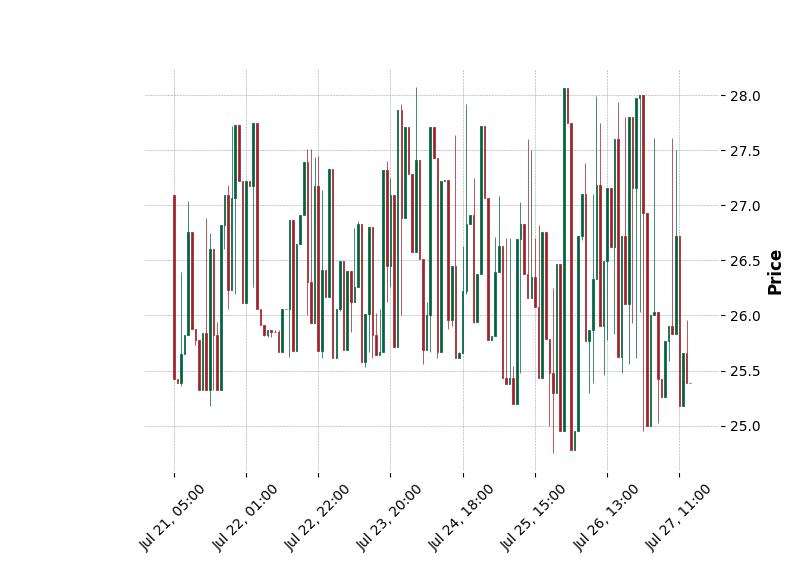 28.0
27.5
27.0
26.5
26.0
25.5
25.0
Price
Jul 21, 05:00
Jul 22, 01:00
Jul 22, 22:00
Jul 23, 20:00
Jul 24, 18:00
Jul 25, 15:00
Jul 26, 13:00
Jul 27, 11:00